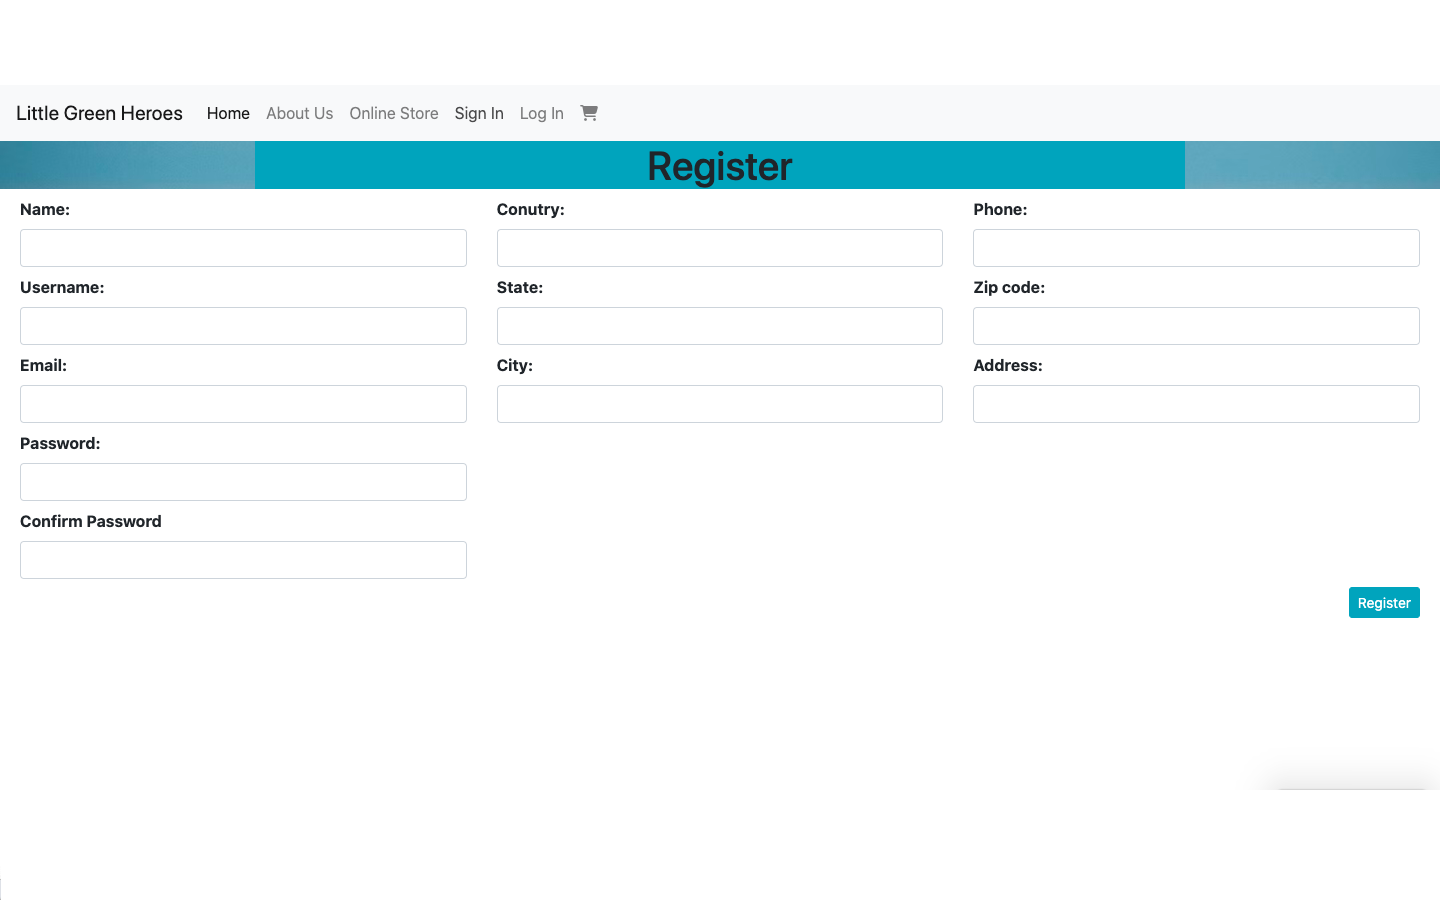 Little Green Heroes Home About Us Online Store Sign In Log In
Register
Name:
Conutry:
Phone:
Username:
State:
Zip code:
Email:
City:
Address:
Password:
Confirm Password
Register